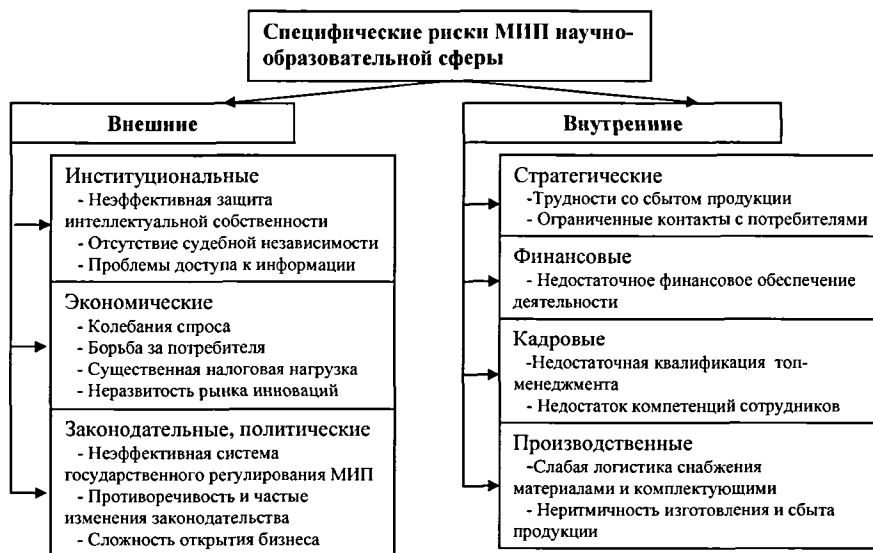 Специфические риски МИП научно-
образовательной сферы
Внешние
Институциональные
- Неэффективная защита
интеллектуальной собственности
- Отсутствие судебной независимости
- Проблемы доступа к информации
Экономические
- Колебания спроса
- Борьба за потребителя
- Существенная налоговая нагрузка
- Неразвитость рынка инноваций
Законодательные, политические
- Неэффективная система
государственного регулирования МИП
- Противоречивость и частые
изменения законодательства
- Сложность открытия бизнеса
Внутренние
Стратегические
-Трудности со сбытом продукции
- Ограниченные контакты с потребителями
Финансовые
- Недостаточное финансовое обеспечение
деятельности
Кадровые
-Недостаточная квалификация топ-
менеджмента
- Недостаток компетенций сотрудников
Производственные
-Слабая логистика снабжения
материалами и комплектующими
- Неритмичность изготовления и сбыта
продукции